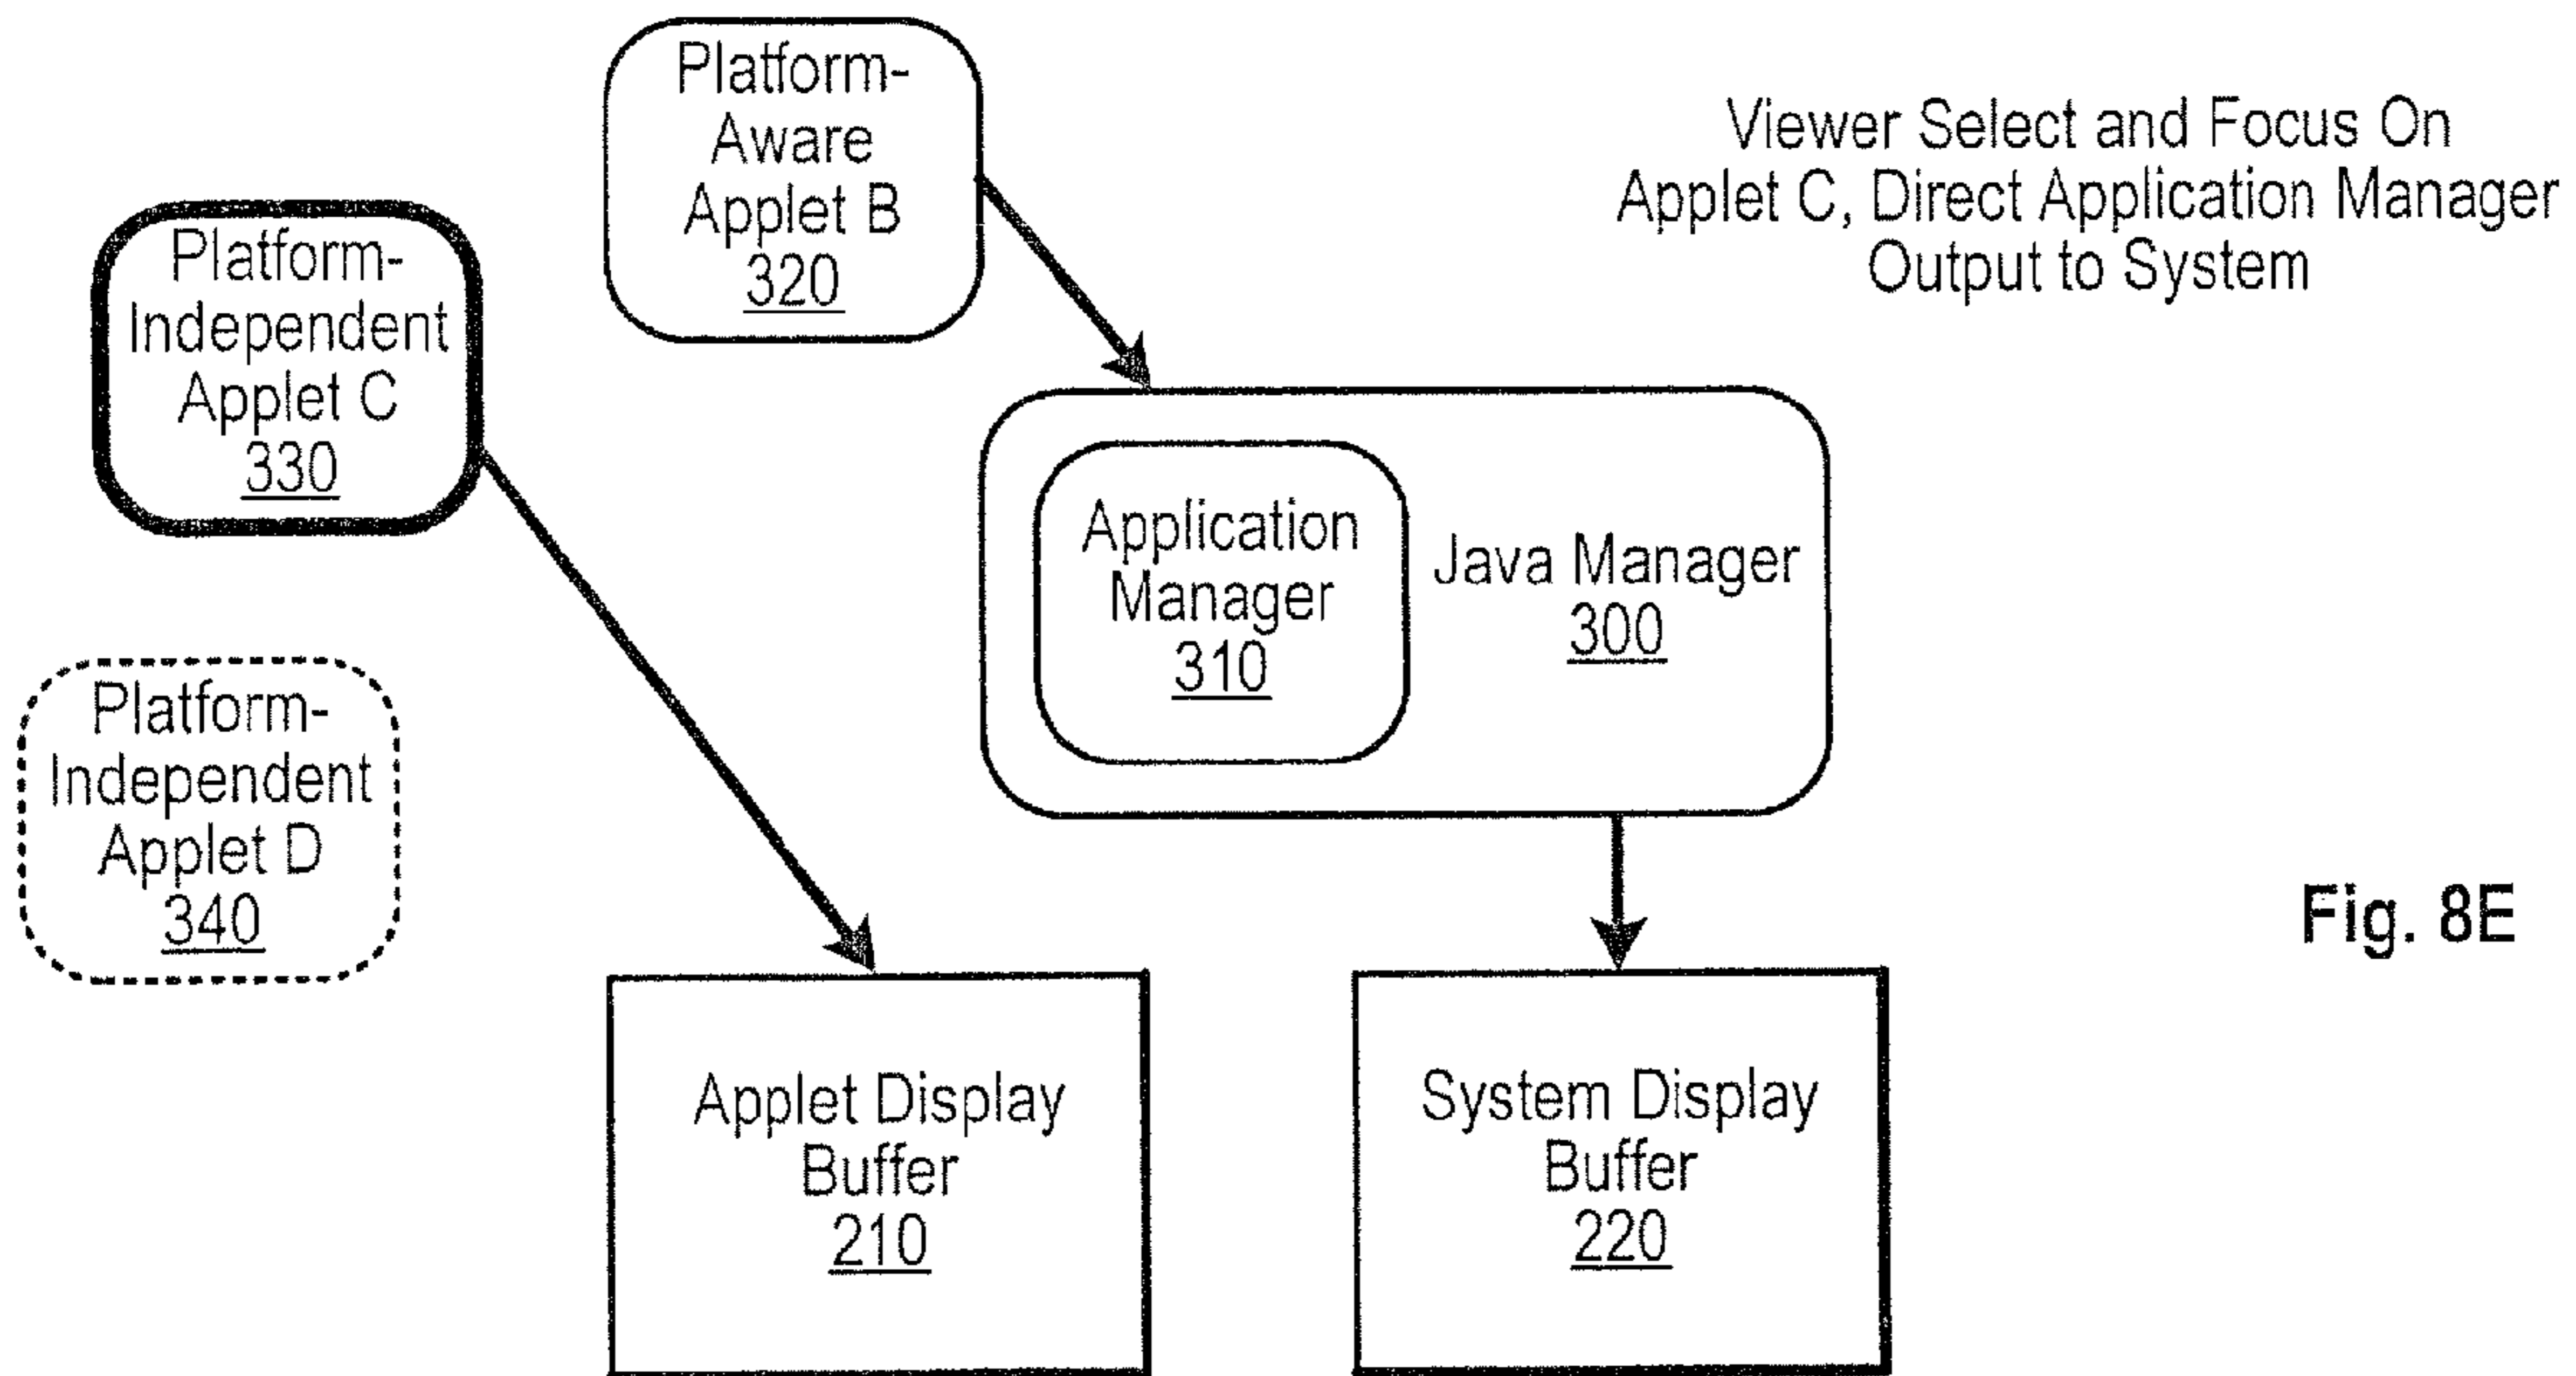 Platform-
Aware
Applet B
320
Viewer Select and Focus On
Applet C, Direct Application Manager
Output to System
Platform-
Independent
Applet C
330
Application
Manager
310
Java Manager
300
Platform-
Independent
Applet D
340
Fig. 8E
Applet Display
Buffer
210
System Display
Buffer
220